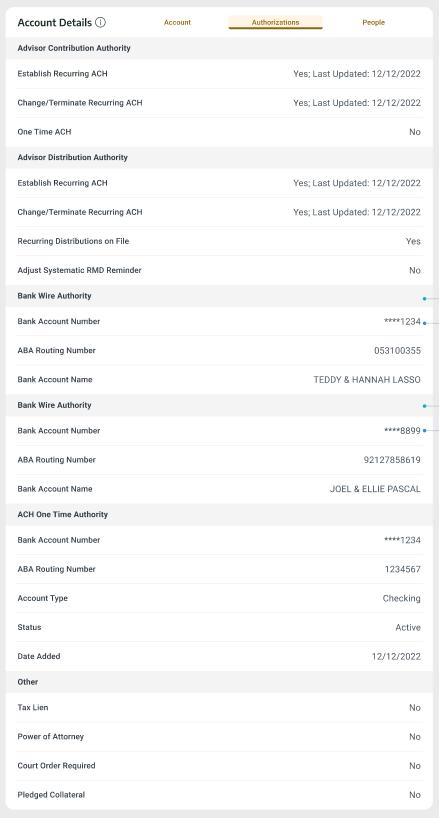 Account Details
Account Authorizations People
Advisor Contribution Authority
Establish Recurring ACH Yes; Last Updated: 12/12/2022
Change/Terminate Recurring ACH Yes; Last Updated: 12/12/2022
One Time ACH No
Advisor Distribution Authority
Establish Recurring ACH Yes; Last Updated: 12/12/2022
Change/Terminate Recurring ACH Yes; Last Updated: 12/12/2022
Recurring Distributions on File Yes
Adjust Systematic RMD Reminder No
Bank Wire Authority
Bank Account Number ****1234
ABA Routing Number 053100355
Bank Account Name TEDDY & HANNAH LASSO
Bank Wire Authority
Bank Account Number ****8899
ABA Routing Number 92127858619
Bank Account Name JOEL & ELLIE PASCAL
ACH One Time Authority
Bank Account Number ****1234
ABA Routing Number 1234567
Account Type Checking
Status Active
Date Added 12/12/2022
Other
Tax Lien No
Power of Attorney No
Court Order Required No
Pledged Collateral No